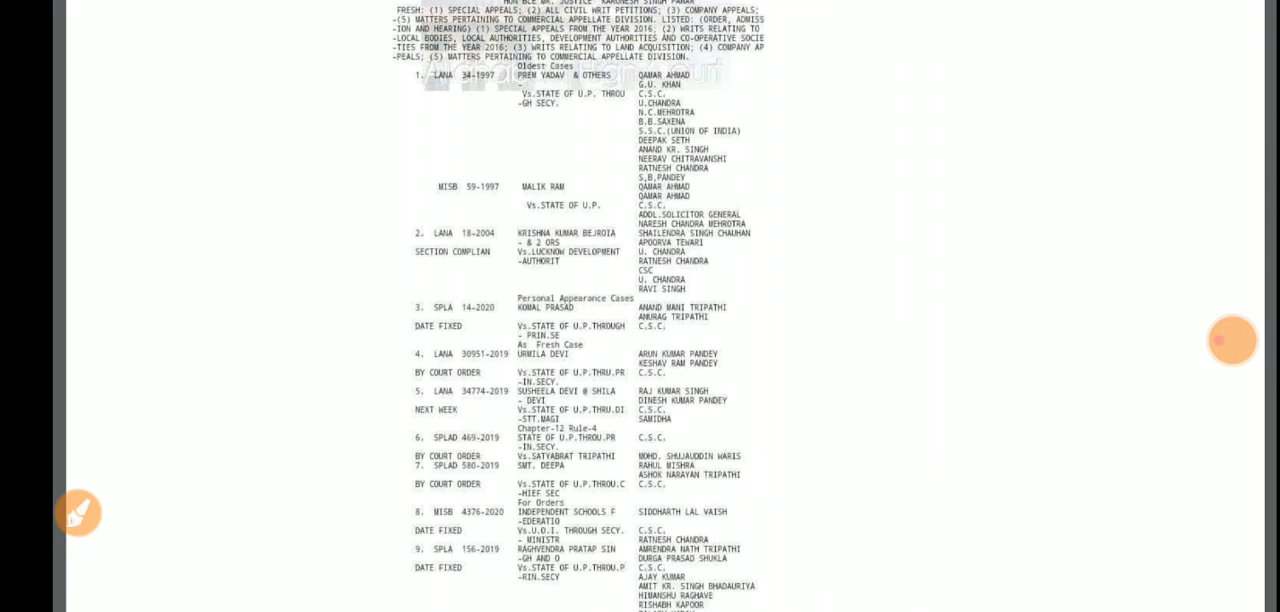 HON'BLE MR. JUSTICE KARUNESH SINGH PAWAR
FRESH: (1) SPECIAL APPEALS; (2) ALL CIVIL WRIT PETITIONS; (3) COMPANY APPEALS;
-(5) MATTERS PERTAINING TO COMMERCIAL APPELLATE DIVISION. LISTED: (ORDER, ADMISS
-ION AND HEARING) (1) SPECIAL APPEALS FROM THE YEAR 2016; (2) WRITS RELATING TO
-LOCAL BODIES, LOCAL AUTHORITIES, DEVELOPMENT AUTHORITIES AND CO-OPERATIVE SOCIE
-TIES FROM THE YEAR 2016; (3) WRITS RELATING TO LAND ACQUISITION; (4) COMPANY AP
-PEALS; (5) MATTERS PERTAINING TO COMMERCIAL APPELLATE DIVISION.
Oldest Cases
1. LANA 34-1997 PREM YADAV & OTHERS QAMAR AHMAD
- G.U. KHAN
Vs.STATE OF U.P. THROU C.S.C.
-GH SECY. U.CHANDRA
N.C.MEHROTRA
B.B.SAXENA
S.S.C.(UNION OF INDIA)
DEEPAK SETH
ANAND KR. SINGH
NEERAV CHITRAVANSHI
RATNESH CHANDRA
S,B,PANDEY
MISB 59-1997 MALIK RAM QAMAR AHMAD
QAMAR AHMAD
Vs.STATE OF U.P. C.S.C.
ADDL.SOLICITOR GENERAL
NARESH CHANDRA MEHROTRA
2. LANA 18-2004 KRISHNA KUMAR BEJROIA SHAILENDRA SINGH CHAUHAN
- & 2 ORS APOORVA TEWARI
SECTION COMPLIAN Vs.LUCKNOW DEVELOPMENT U. CHANDRA
-AUTHORIT RATNESH CHANDRA
CSC
U. CHANDRA
RAVI SINGH
Personal Appearance Cases
3. SPLA 14-2020 KOMAL PRASAD ANAND MANI TRIPATHI
ANURAG TRIPATHI
DATE FIXED Vs.STATE OF U.P.THROUGH C.S.C.
- PRIN.SE
As Fresh Case
4. LANA 30951-2019 URMILA DEVI ARUN KUMAR PANDEY
KESHAV RAM PANDEY
BY COURT ORDER Vs.STATE OF U.P.THRU.PR C.S.C.
-IN.SECY.
5. LANA 34774-2019 SUSHEELA DEVI @ SHILA RAJ KUMAR SINGH
- DEVI DINESH KUMAR PANDEY
NEXT WEEK Vs.STATE OF U.P.THRU.DI C.S.C.
-STT.MAGI SAMIDHA
Chapter-12 Rule-4
6. SPLAD 469-2019 STATE OF U.P.THROU.PR C.S.C.
-IN.SECY.
BY COURT ORDER Vs.SATYABRAT TRIPATHI MOHD. SHUJAUDDIN WARIS
7. SPLAD 580-2019 SMT. DEEPA RAHUL MISHRA
ASHOK NARAYAN TRIPATHI
BY COURT ORDER Vs.STATE OF U.P.THROU.C C.S.C.
-HIEF SEC
For Orders
8. MISB 4376-2020 INDEPENDENT SCHOOLS F SIDDHARTH LAL VAISH
-EDERATIO
DATE FIXED Vs.U.O.I. THROUGH SECY. C.S.C.
- MINISTR RATNESH CHANDRA
9. SPLA 156-2019 RAGHVENDRA PRATAP SIN AMRENDRA NATH TRIPATHI
-GH AND O DURGA PRASAD SHUKLA
DATE FIXED Vs.STATE OF U.P.THROU.P C.S.C.
-RIN.SECY AJAY KUMAR
AMIT KR. SINGH BHADAURIYA
HIMANSHU RAGHAVE
RISHABH KAPOOR